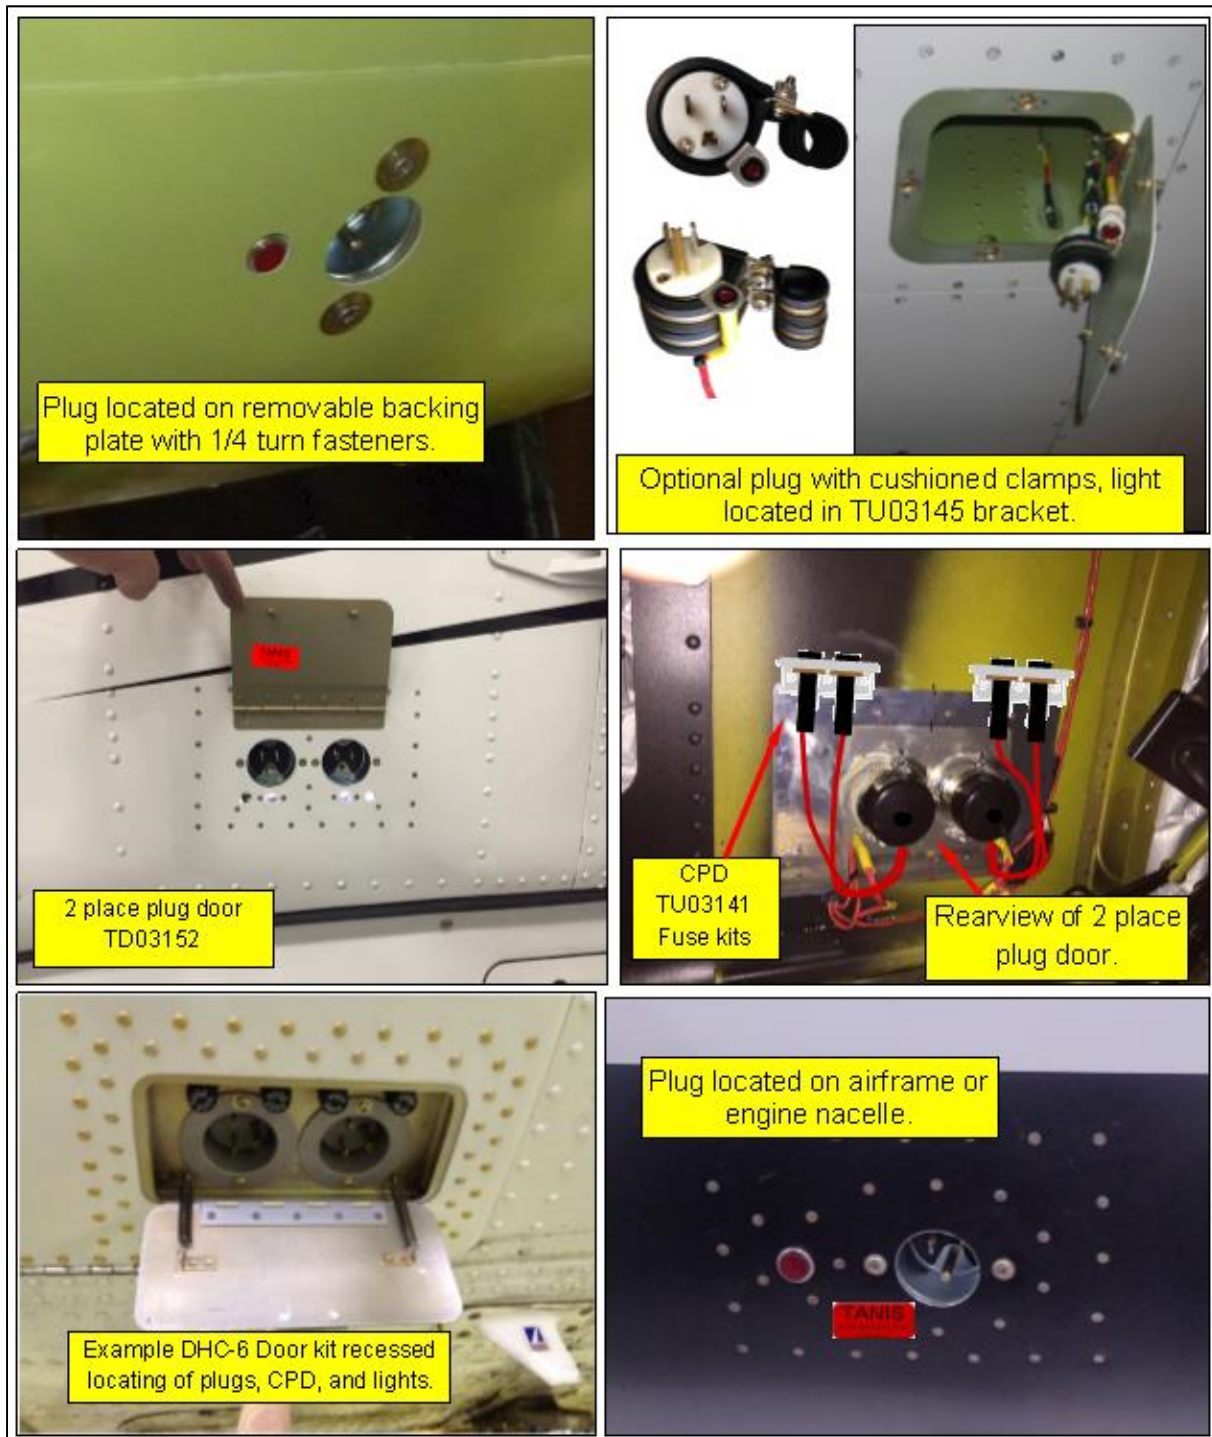 Plug located on removable backing
plate with 1/4 turn fasteners.
Optional plug with cushioned clamps, light
located in TU03145 bracket.
TANIS
2 place plug door
TD03152
CPD
TU03141
Fuse kits
Rearview of 2 place
plug door.
Example DHC-6 Door kit recessed
locating of plugs, CPD, and lights.
Plug located on airframe or
engine nacelle.
TANIS